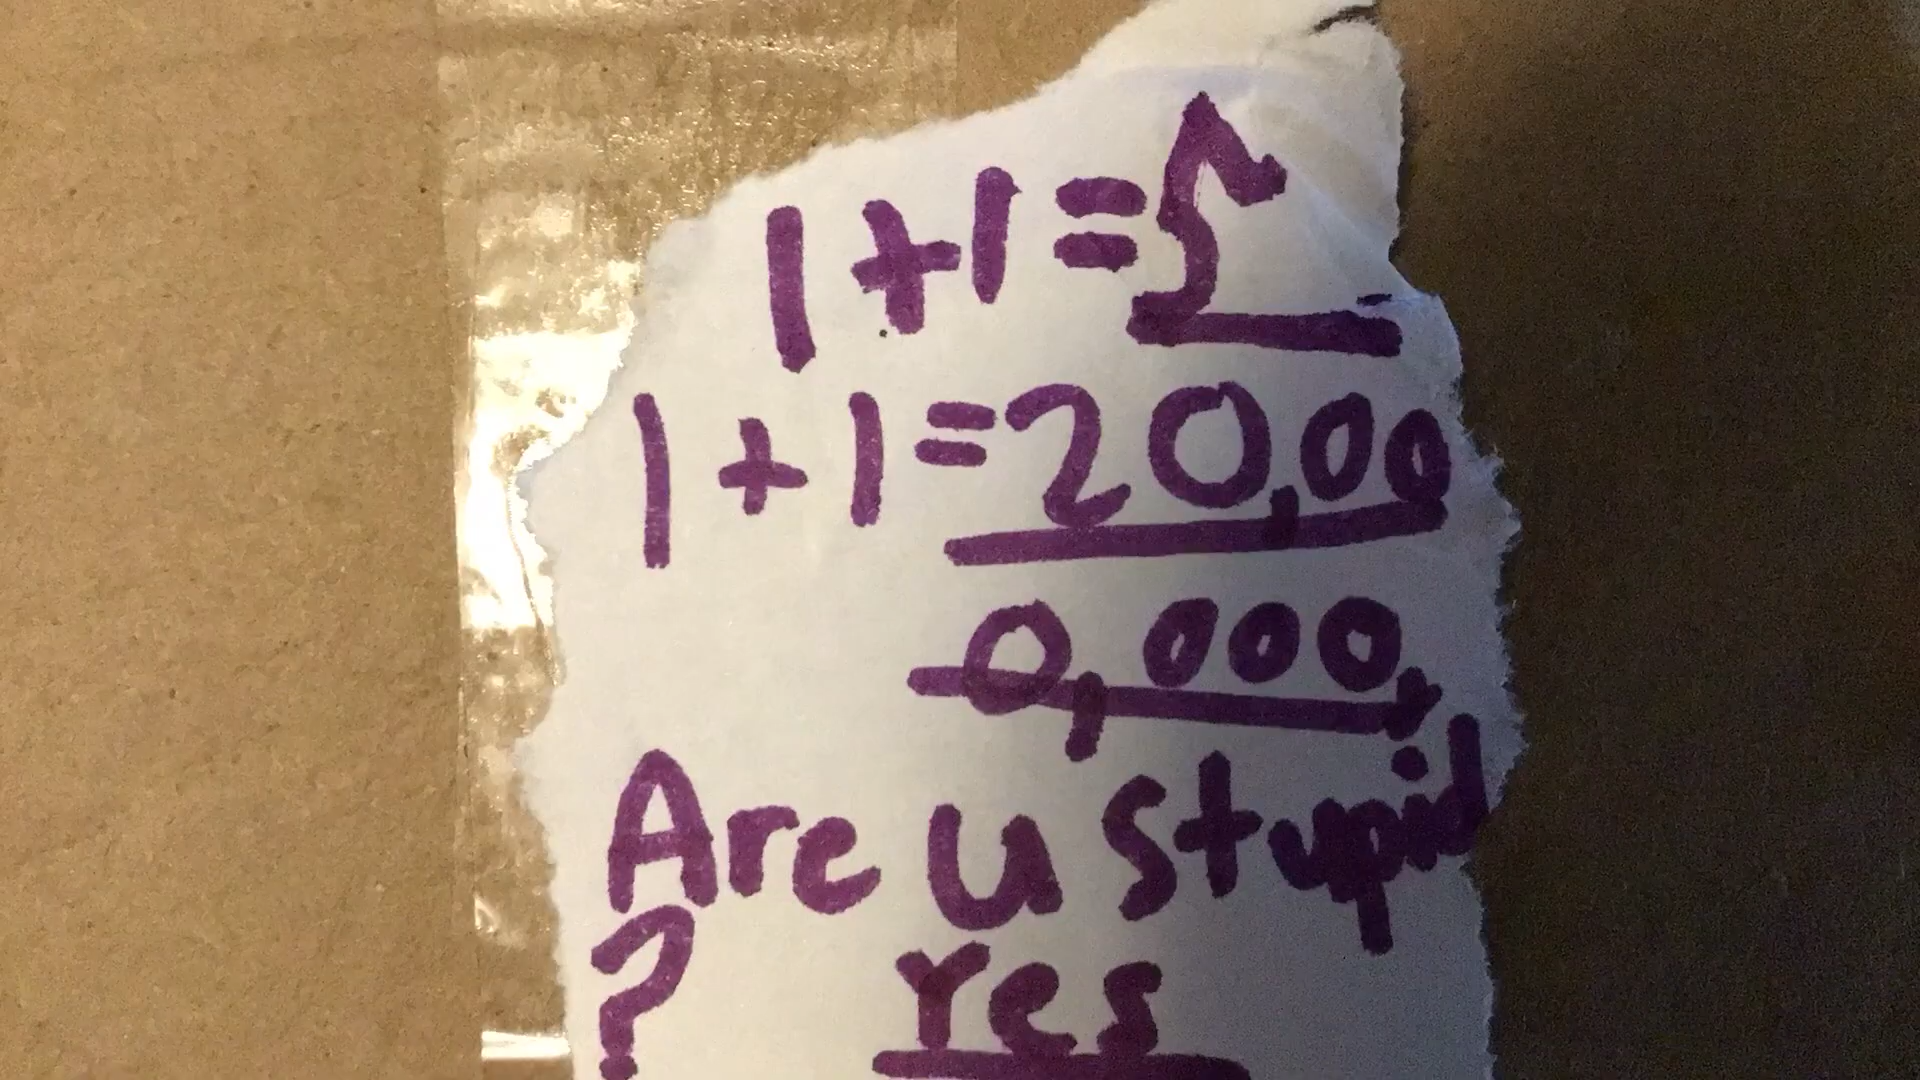 1+1=5
1+1=20,00
0,000,
Are u stupid
? Yes